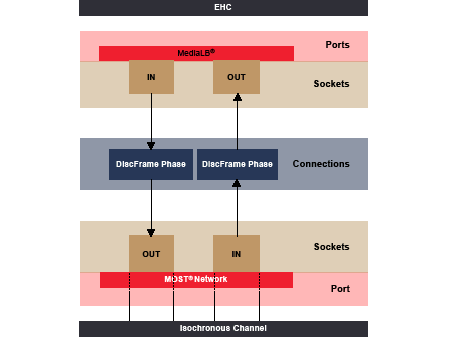 EHC
Ports
MediaLB®
IN OUT
Sockets
DiscFrame Phase DiscFrame Phase Connections
Sockets
OUT IN
MOST® Network
Port
Isochronous Channel